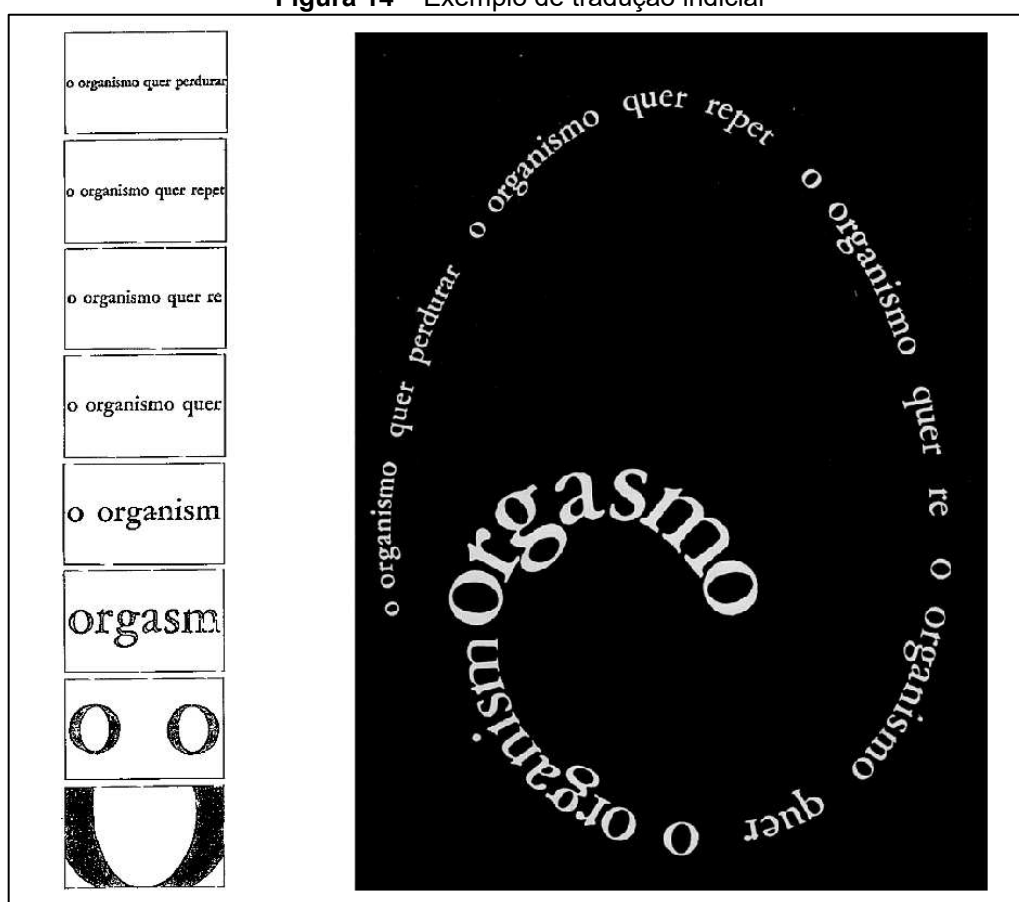 Figura 14 – Exemplo de tradução indicial
o organismo quer perdurar
o organismo quer repet
o organismo quer re
o organismo quer
o organism
orgasm
o o
o organismo quer perdurar o organismo quer repet o organismo quer re o organismo quer o organism orgasmo